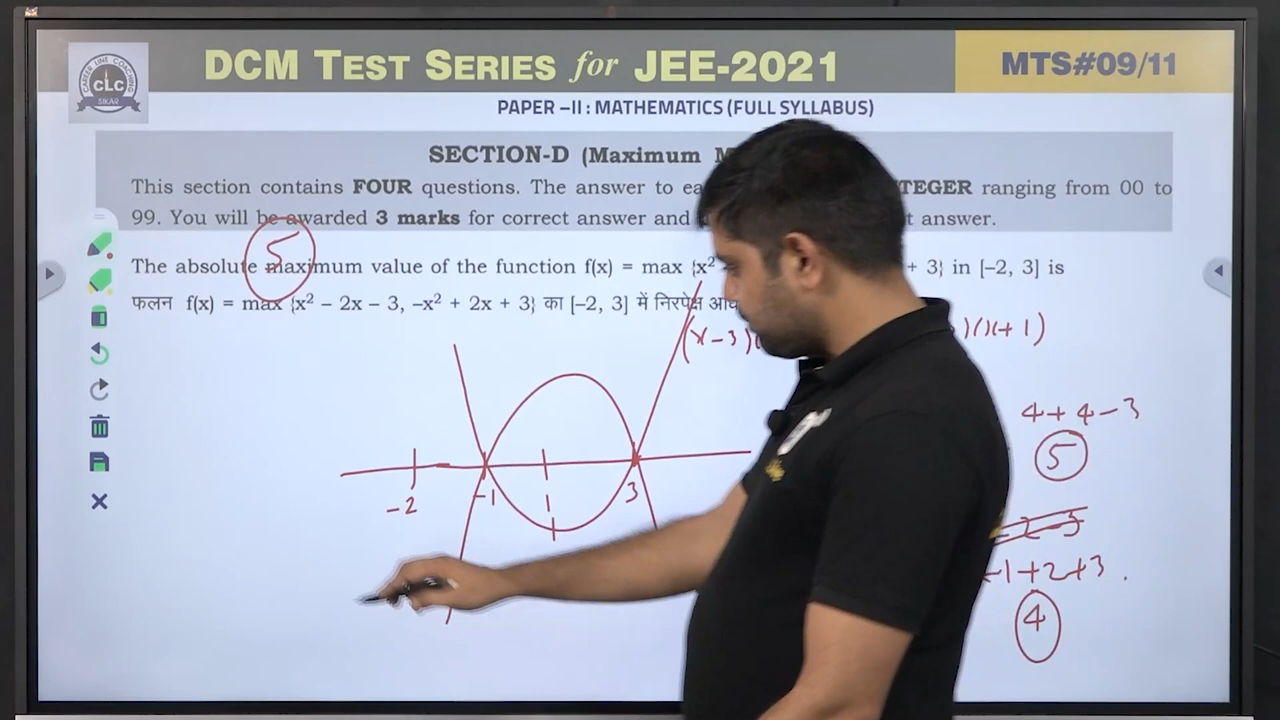 DCM TEST SERIES for JEE-2021
MTS#09/11
CAREER LINE COACHING
CLC
SIKAR
PAPER –II : MATHEMATICS (FULL SYLLABUS)
SECTION-D (Maximum M
This section contains FOUR questions. The answer to ea TEGER ranging from 00 to
99. You will be awarded 3 marks for correct answer and t answer.
5
The absolute maximum value of the function f(x) = max {x² + 3} in [–2, 3] is
फलन f(x) = max {x² – 2x – 3, –x² + 2x + 3} का [–2, 3] में निरपेक्ष
(x-3) )(x+1)
4+4-3
5
-2 -1 3
-1+2+3.
4